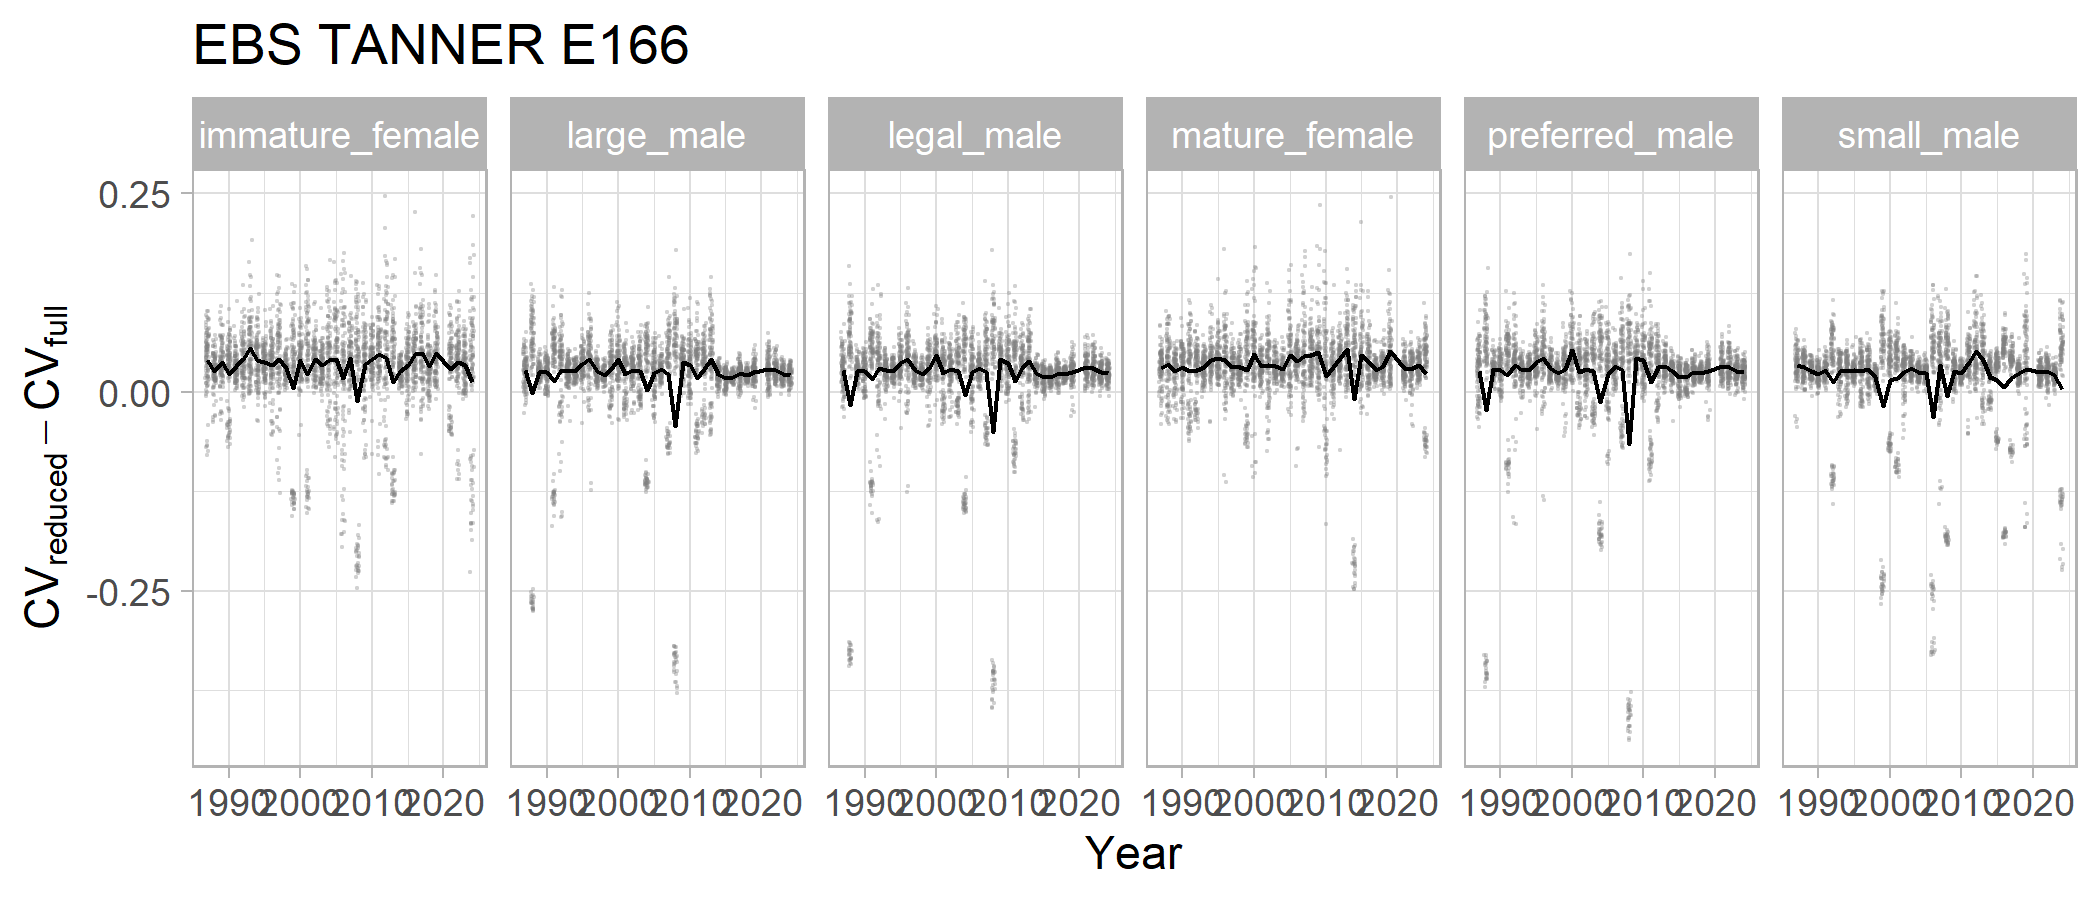 EBS TANNER E166
immature_female large_male legal_male mature_female preferred_male small_male
0.25
0.00
-0.25
CVreduced − CVfull
1990 2000 2010 2020 1990 2000 2010 2020 1990 2000 2010 2020 1990 2000 2010 2020 1990 2000 2010 2020 1990 2000 2010 2020
Year